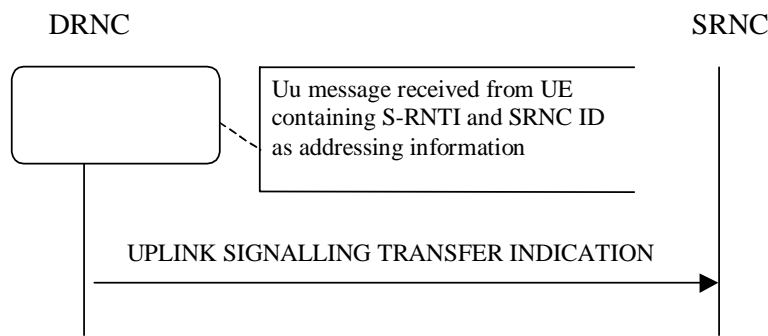 DRNC
SRNC
Uu message received from UE
containing S-RNTI and SRNC ID
as addressing information
UPLINK SIGNALLING TRANSFER INDICATION